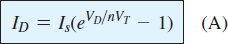 I_D = I_s(e^{V_D/nV_T} − 1) (A)